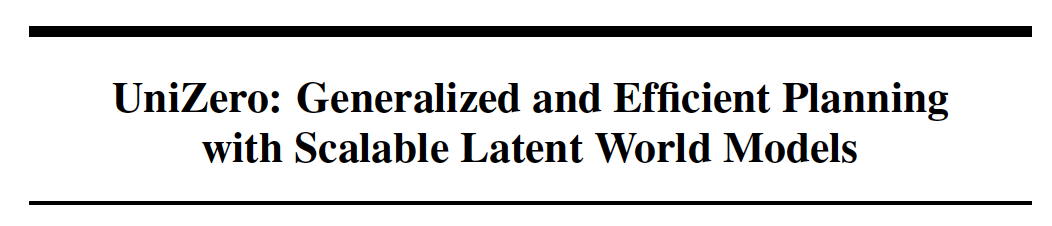 UniZero: Generalized and Efficient Planning
with Scalable Latent World Models